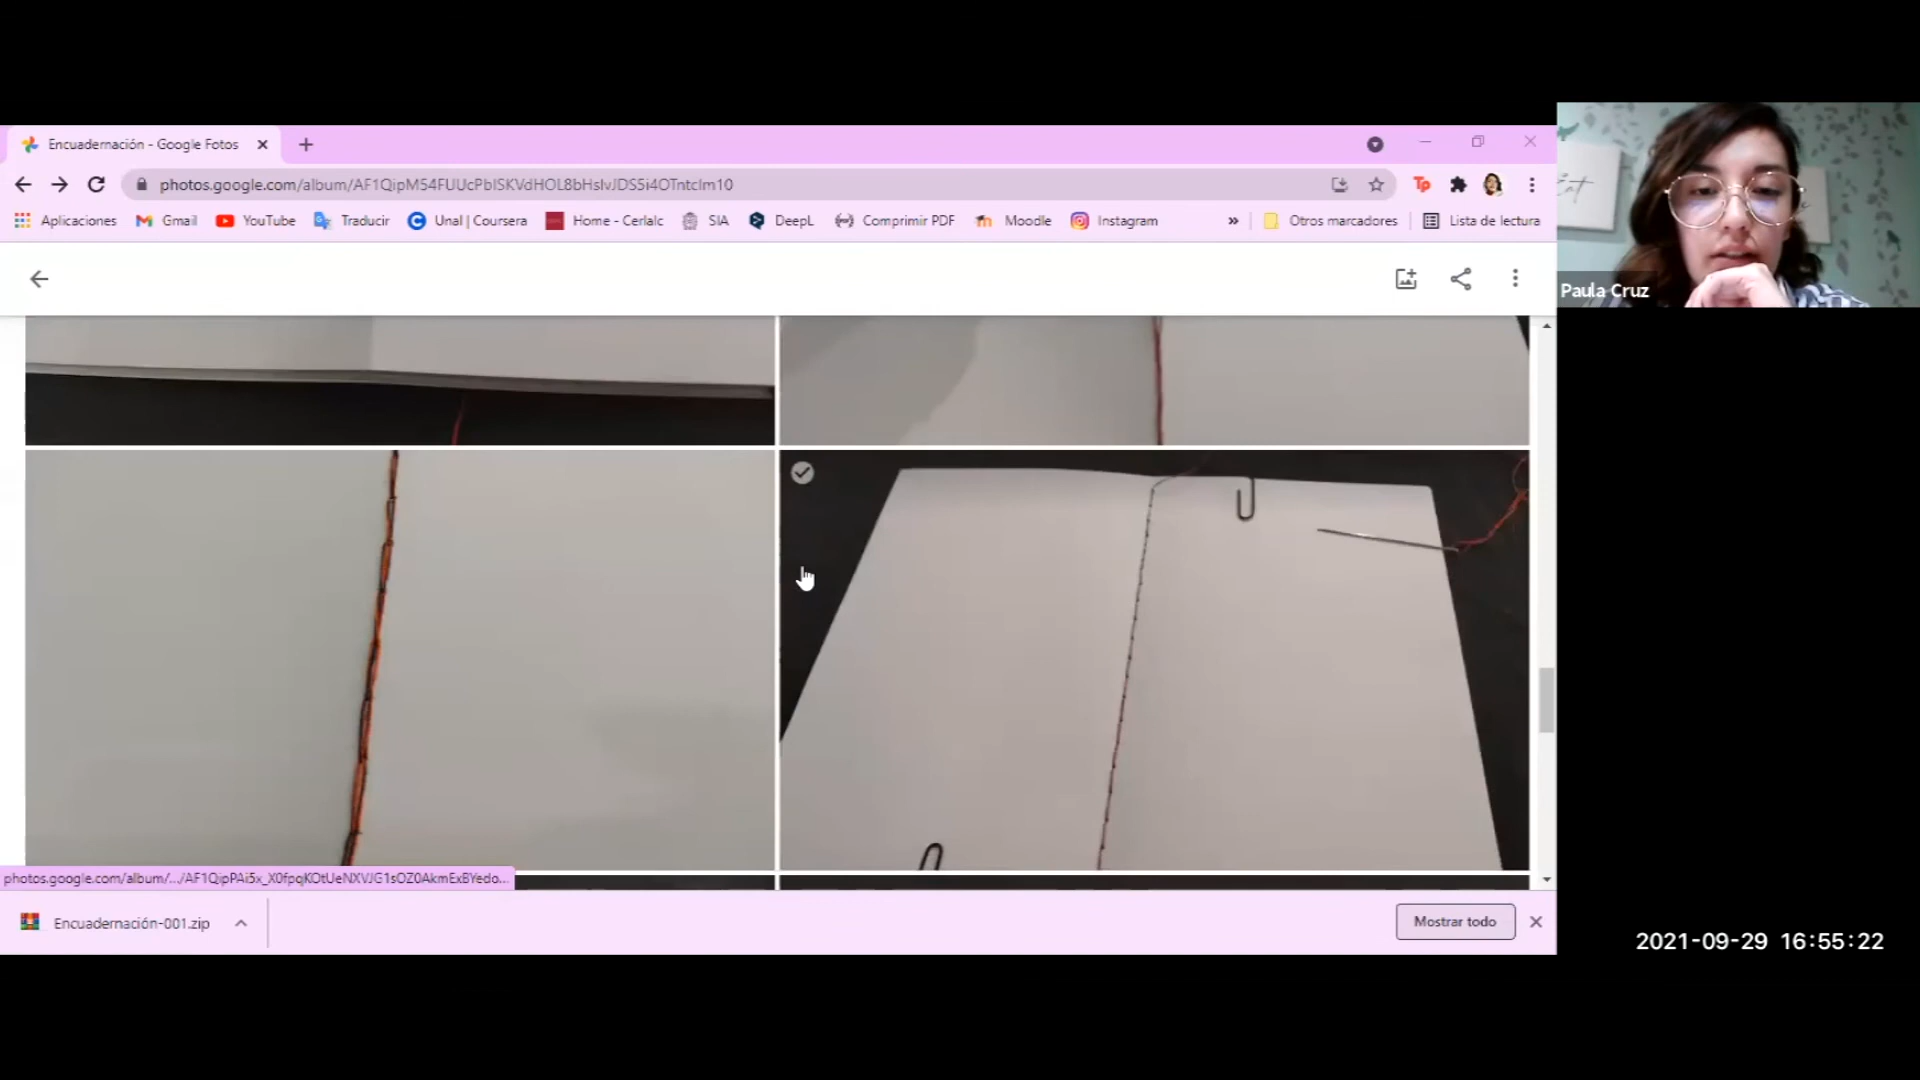 Encuadernación - Google Fotos
photos.google.com/album/AF1QipM54FUUcPbISKVdHOL8bHslvJDS5i4OTntclm10
Aplicaciones Gmail YouTube Traducir Unal | Coursera Home - Cerlalc SIA DeepL Comprimir PDF Moodle Instagram » Otros marcadores Lista de lectura
Paula Cruz
photos.google.com/album/.../AF1QipPAi5x_X0fpqKOtUeNXVJG1sOZ0AkmExBYedo...
Encuadernación-001.zip Mostrar todo
2021-09-29 16:55:22